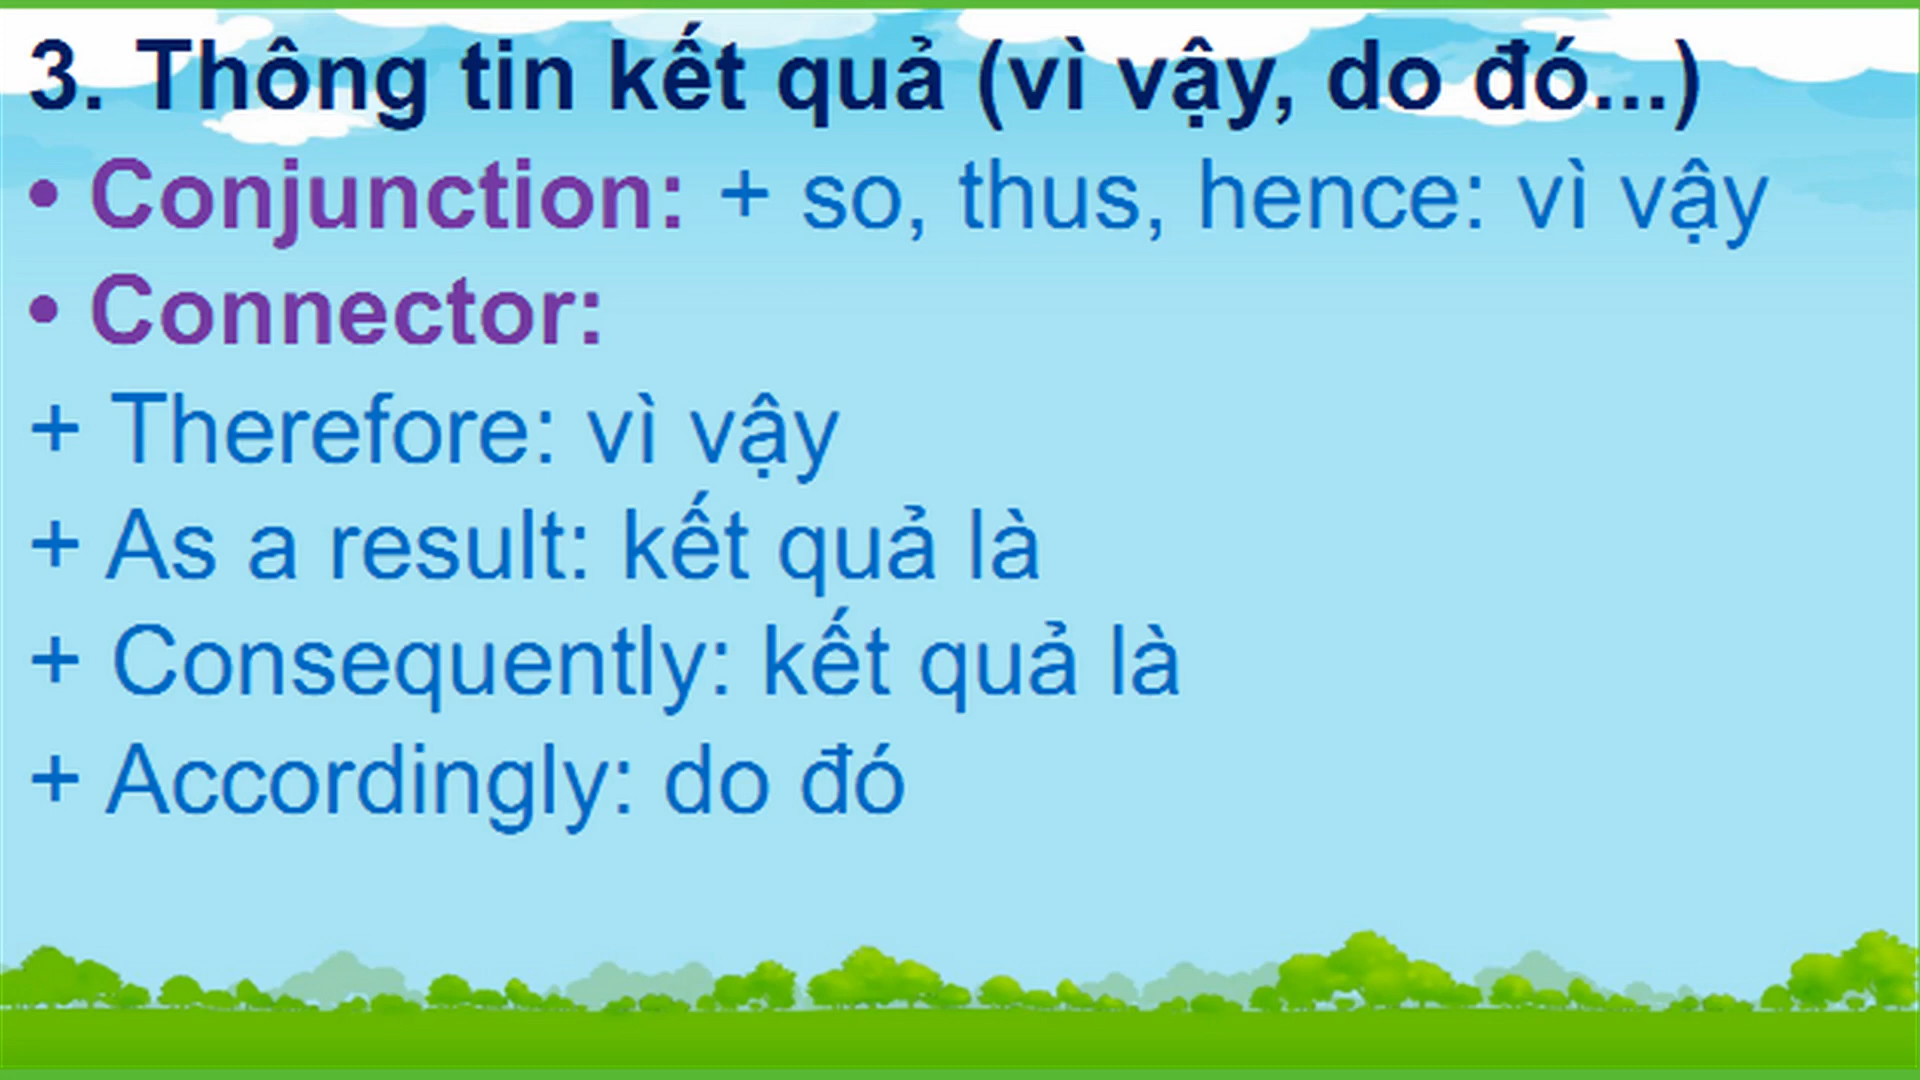 3. Thông tin kết quả (vì vậy, do đó...)
• Conjunction: + so, thus, hence: vì vậy
• Connector:
+ Therefore: vì vậy
+ As a result: kết quả là
+ Consequently: kết quả là
+ Accordingly: do đó